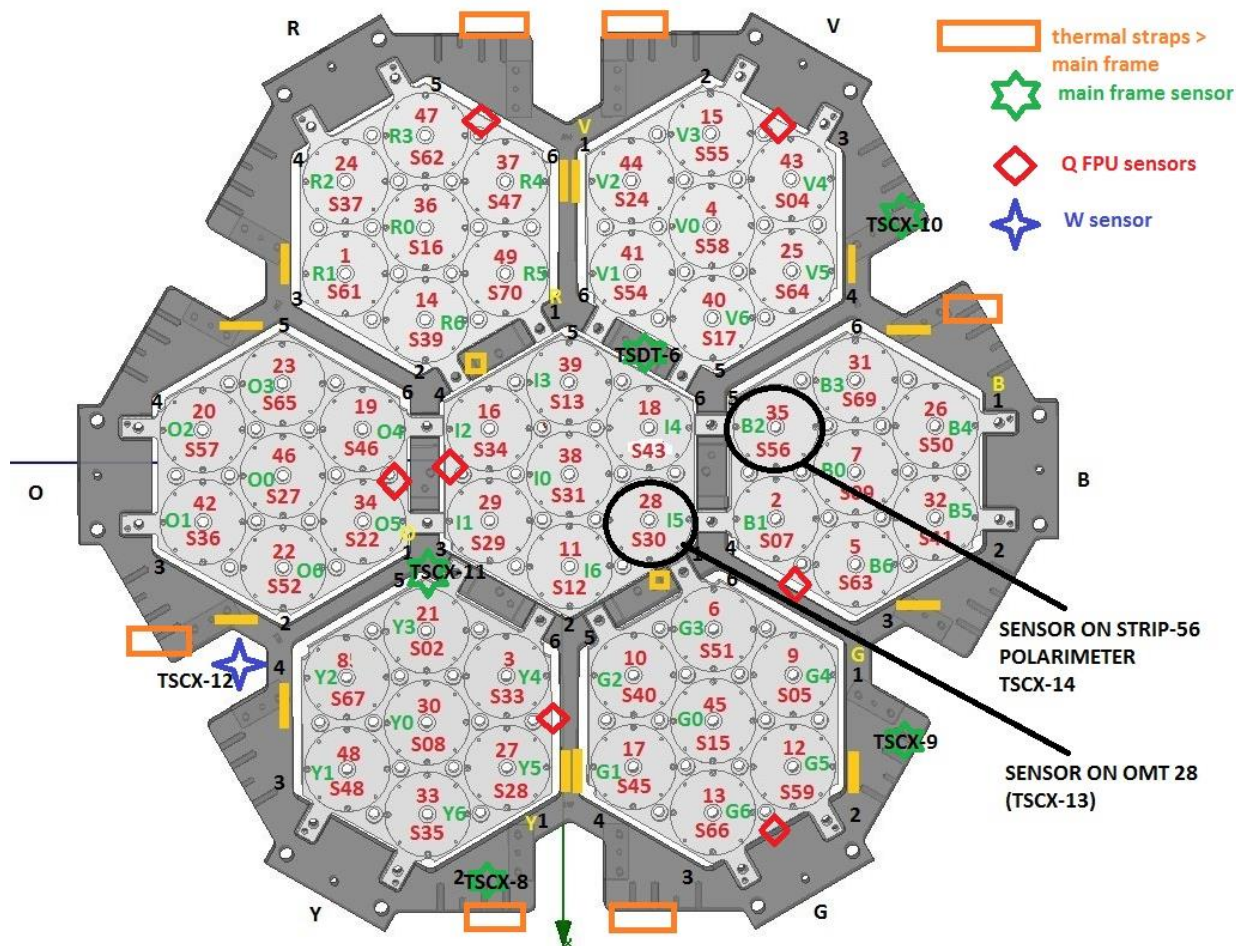 R
V
thermal straps >
main frame
main frame sensor
Q FPU sensors
W sensor
5
47
R3
S62
4
24
R2
S37
37
R4
S47
6
36
R0
S16
1
R1
S61
49
R5
S70
3
14
R6
S39
2
R
1
V
1
2
15
V3
S55
3
44
V2
S24
43
V4
S04
4
V0
S58
41
V1
S54
25
V5
S64
6
40
V6
S17
4
5
TSCX-10
TSDT-6
O
5
23
O3
S65
4
20
O2
S57
19
O4
S46
6
46
O0
S27
42
O1
S36
34
O5
S22
3
22
O6
S52
O
1
2
5
39
I3
S13
4
16
I2
S34
18
I4
S43
6
38
I0
S31
29
I1
S29
28
I5
S30
3
11
I6
S12
2
6
31
B3
S69
B
1
5
35
B2
S56
26
B4
S50
7
B0
S09
2
B1
S07
32
B5
S41
4
5
B6
S63
2
3
B
TSCX-11
5
21
Y3
S02
6
4
8
Y2
S67
3
Y4
S33
30
Y0
S08
48
Y1
S48
27
Y5
S28
3
33
Y6
S35
Y
1
2
TSCX-8
TSCX-12
Y
6
6
G3
S51
5
10
G2
S40
9
G4
S05
G
1
45
G0
S15
17
G1
S45
12
G5
S59
13
G6
S66
4
2
3
TSCX-9
G
SENSOR ON STRIP-56
POLARIMETER
TSCX-14
SENSOR ON OMT 28
(TSCX-13)